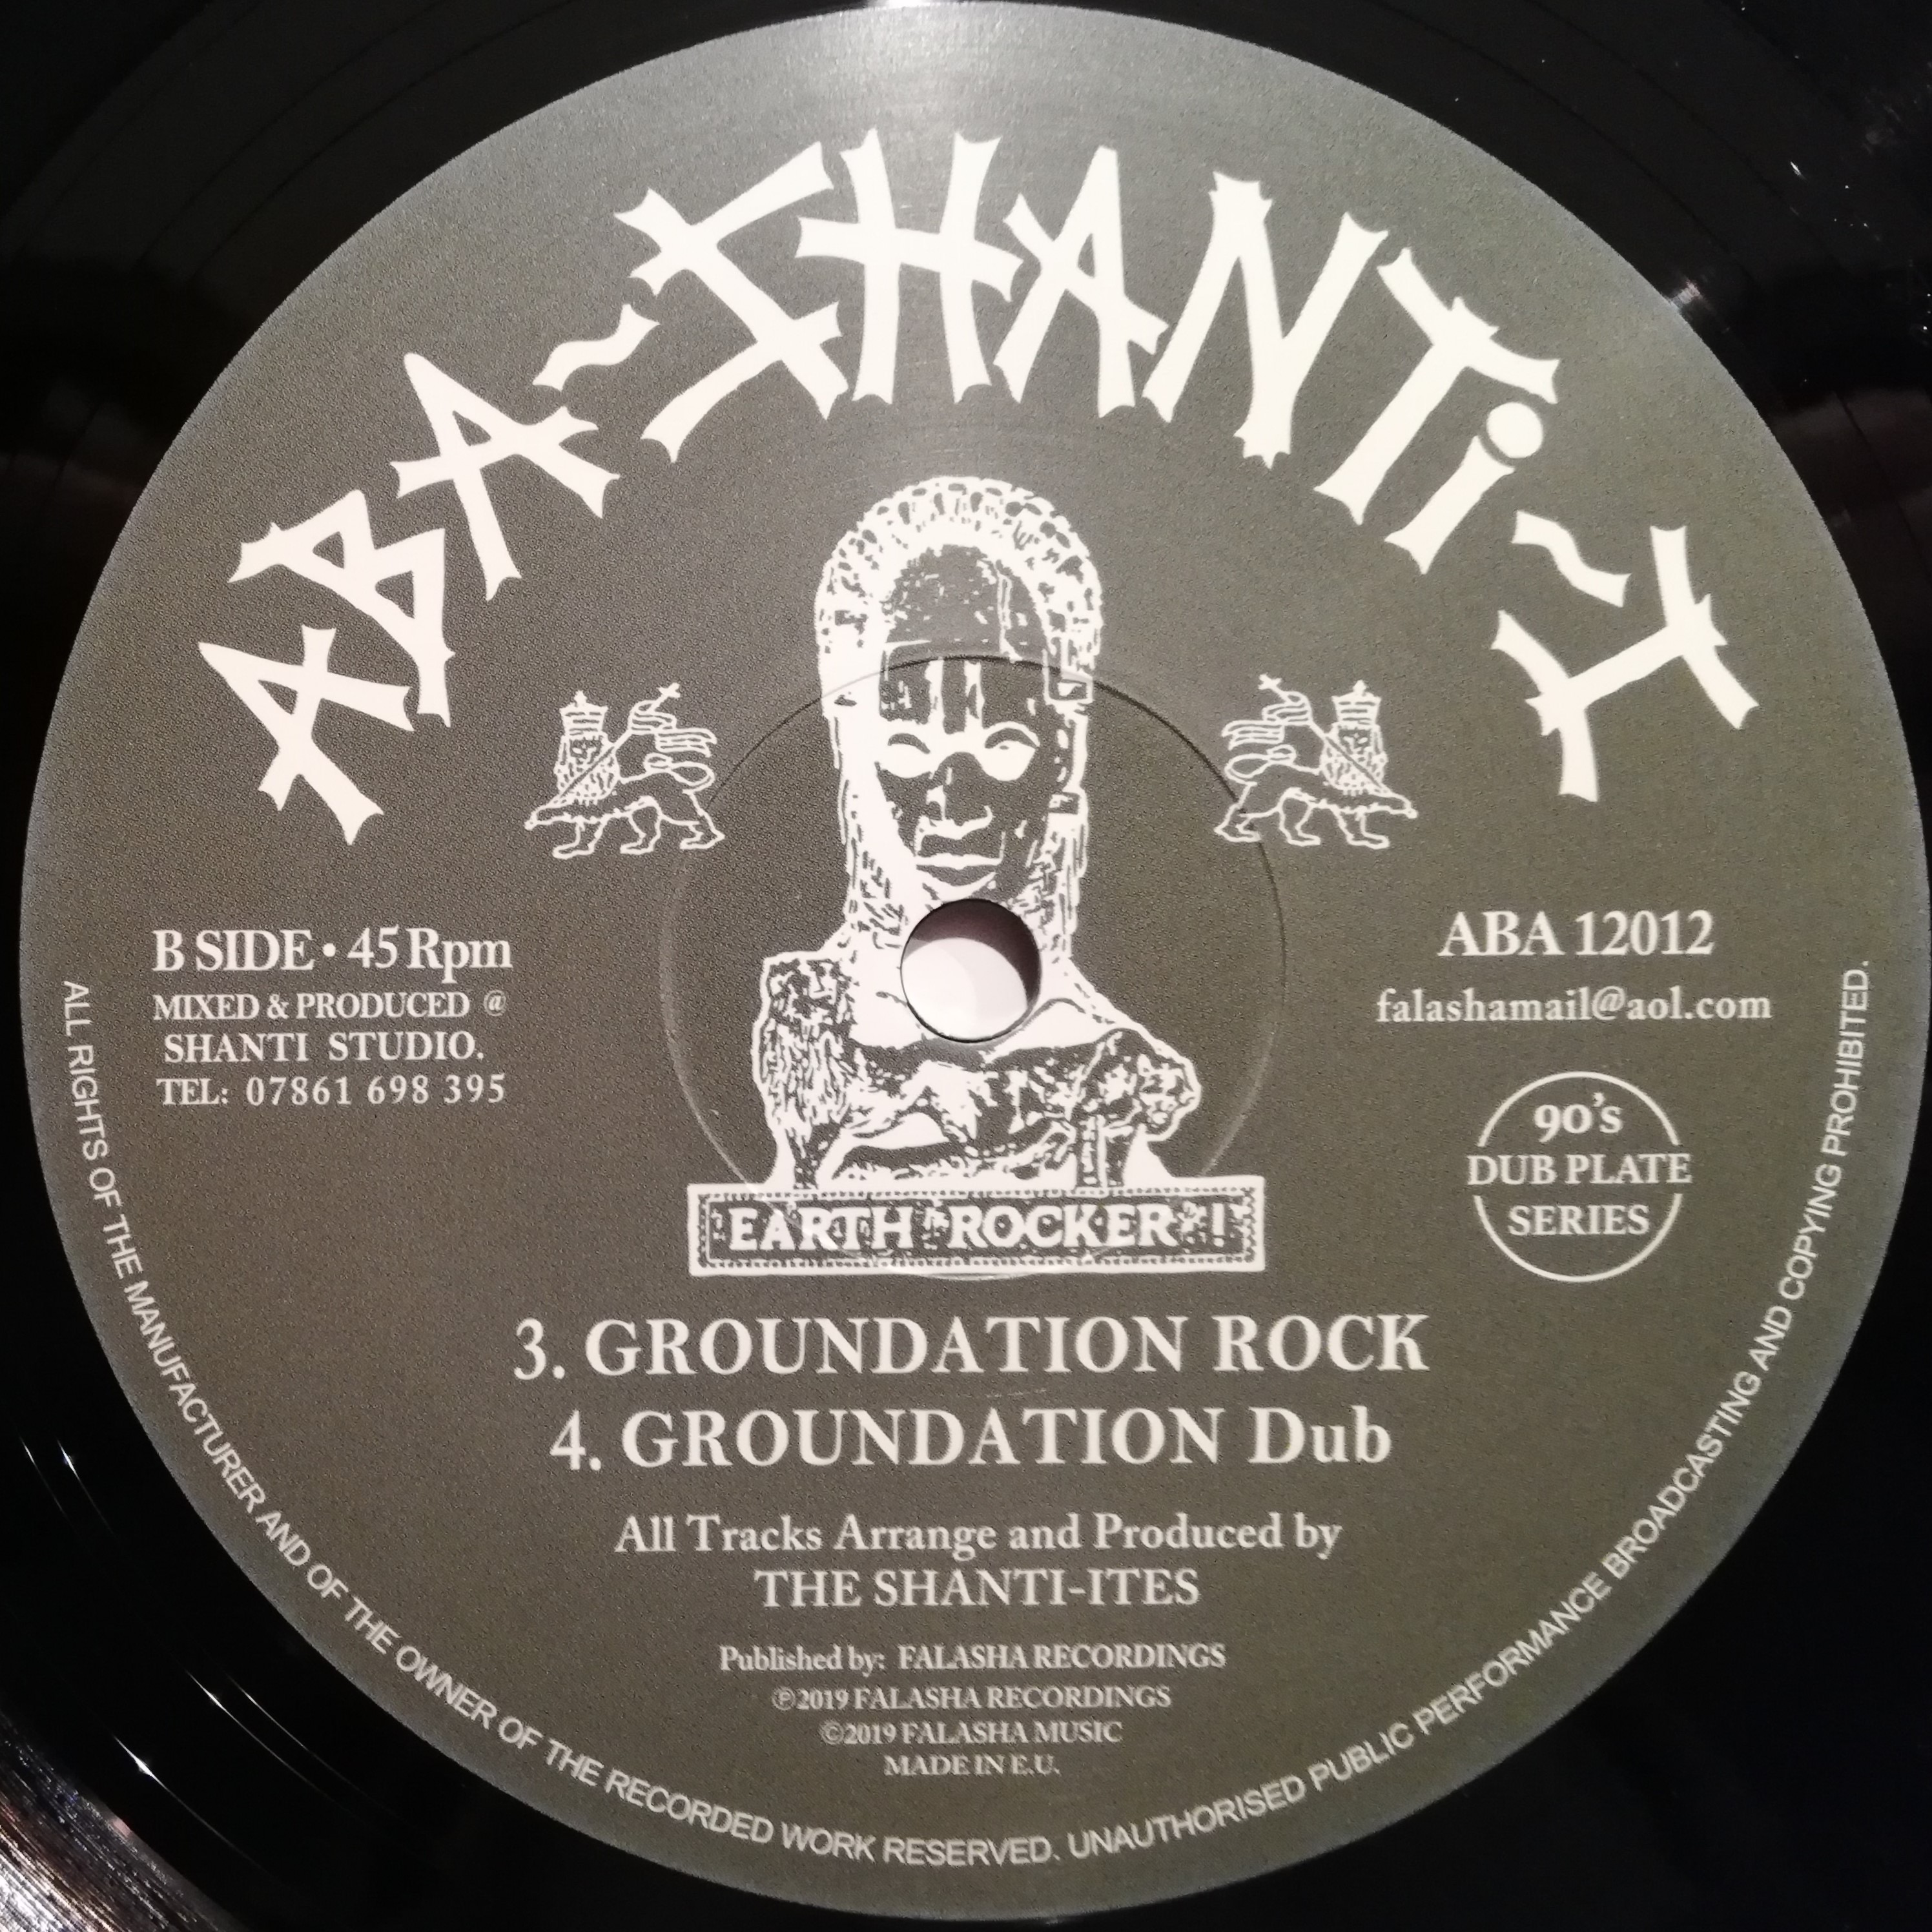 ABA~SHANTi~I
B SIDE • 45 Rpm
MIXED & PRODUCED @
SHANTI STUDIO.
TEL: 07861 698 395
ABA 12012
falashamail@aol.com
90's
DUB PLATE
SERIES
EARTH ROCKER !
3. GROUNDATION ROCK
4. GROUNDATION Dub
All Tracks Arrange and Produced by
THE SHANTI-ITES
Published by: FALASHA RECORDINGS
℗2019 FALASHA RECORDINGS
©2019 FALASHA MUSIC
MADE IN E.U.
ALL RIGHTS OF THE MANUFACTURER AND OF THE OWNER OF THE RECORDED WORK RESERVED. UNAUTHORISED PUBLIC PERFORMANCE BROADCASTING AND COPYING PROHIBITED.